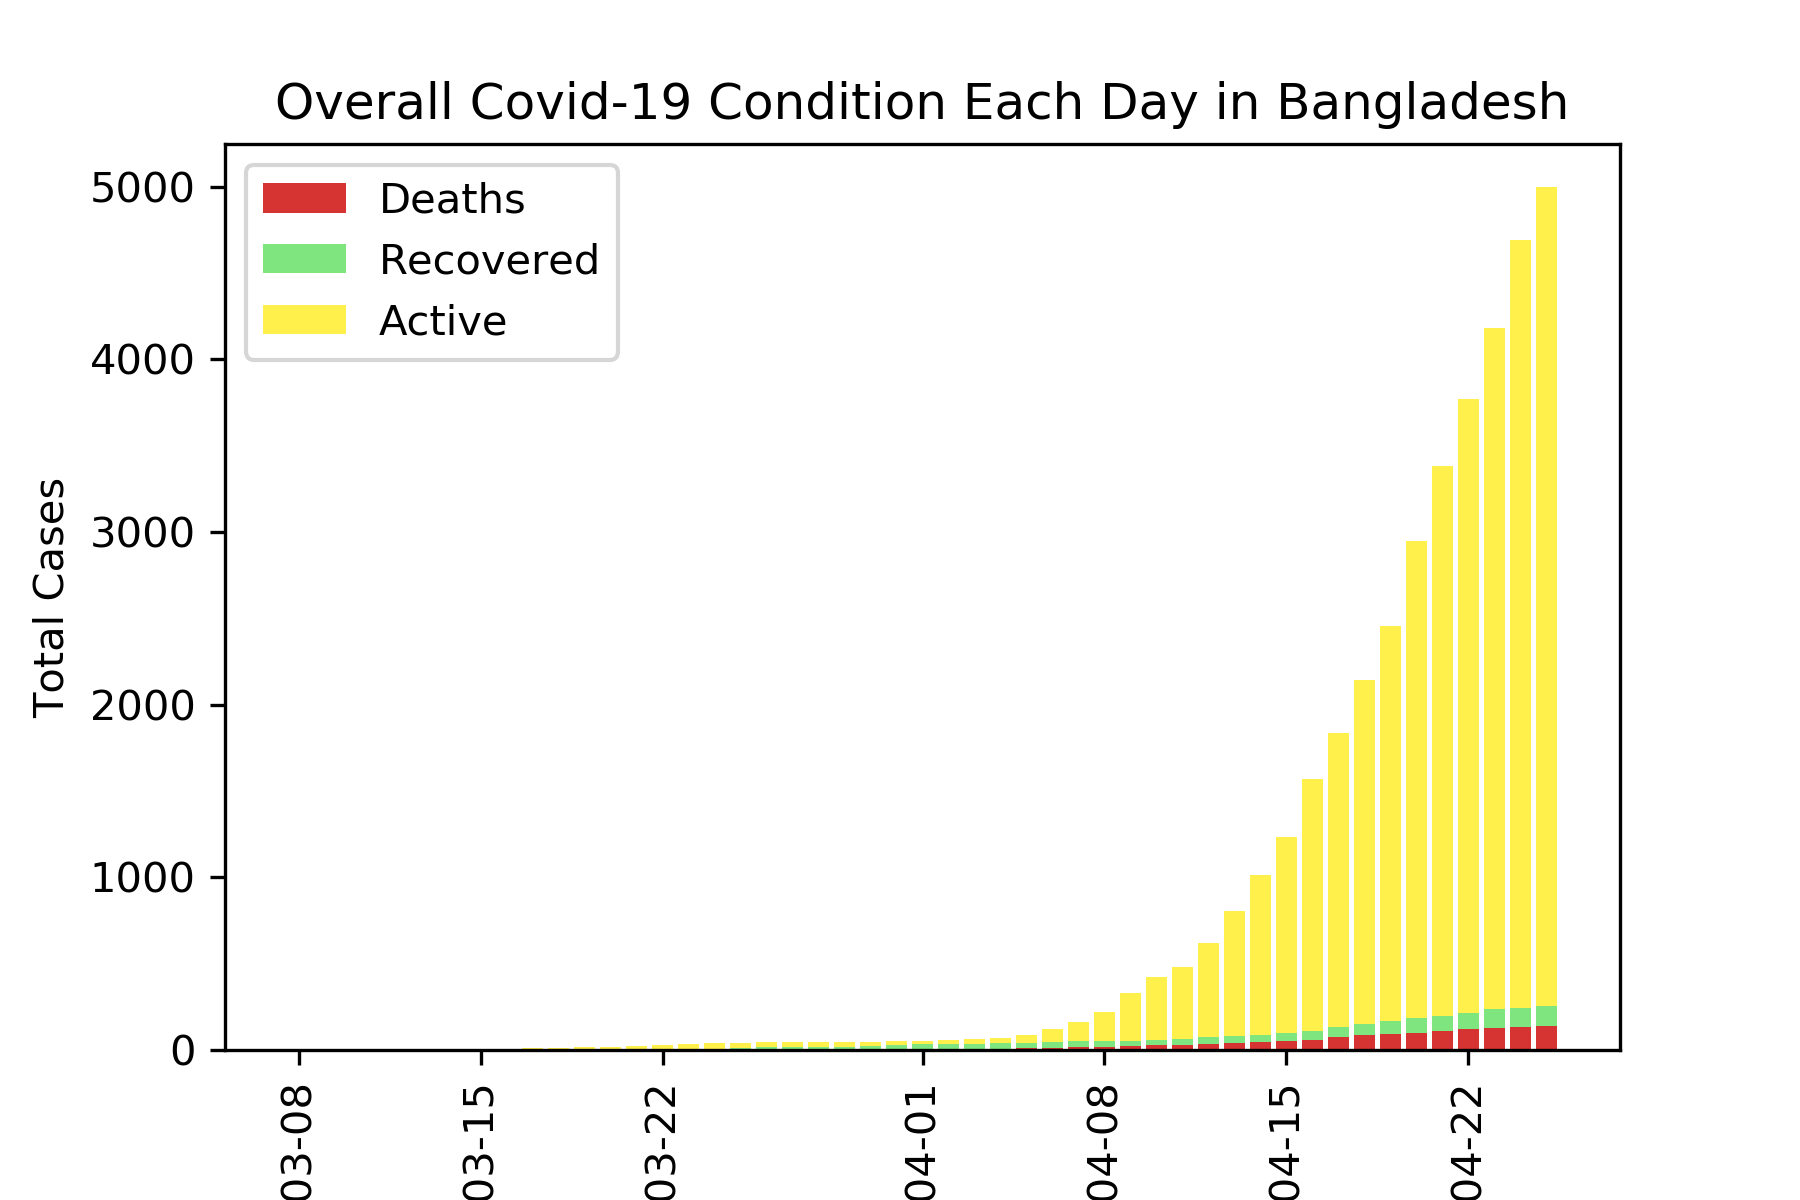 Overall Covid-19 Condition Each Day in Bangladesh
Deaths
Recovered
Active
Total Cases
5000
4000
3000
2000
1000
0
03-08
03-15
03-22
04-01
04-08
04-15
04-22